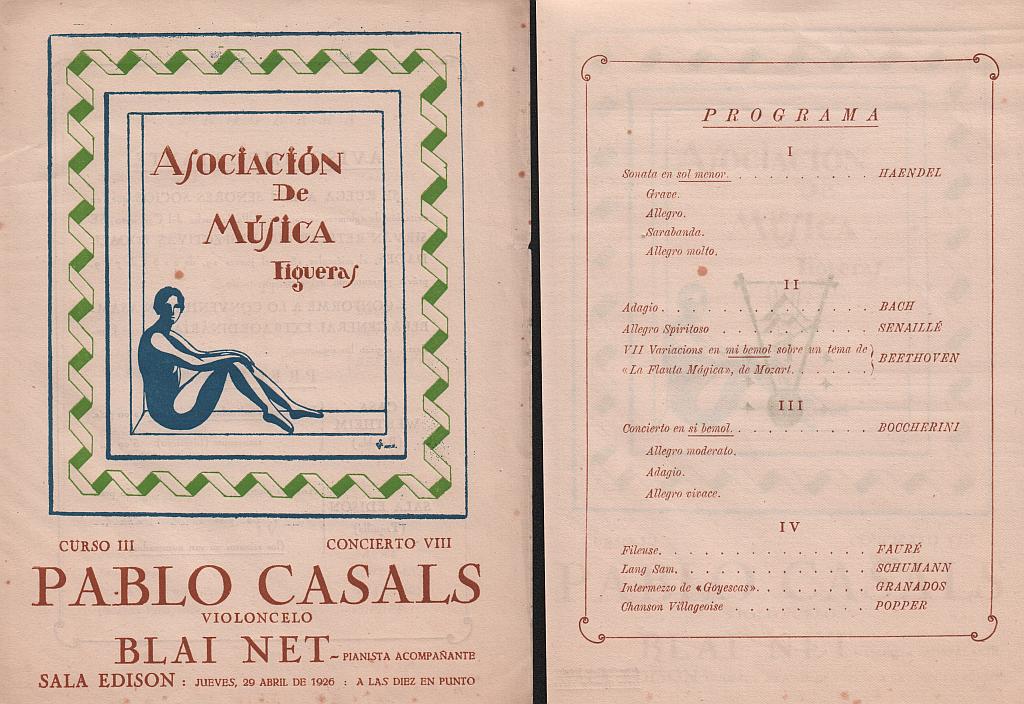 Asociación
De
Música
Figueras
CURSO III CONCIERTO VIII
PABLO CASALS
VIOLONCELO
BLAI NET - PIANISTA ACOMPAÑANTE
SALA EDISON : JUEVES, 29 ABRIL DE 1926 : A LAS DIEZ EN PUNTO
PROGRAMA
I
Sonata en sol menor. . . . . . . . . . . HAENDEL
Grave.
Allegro.
Sarabanda.
Allegro molto.
II
Adagio . . . . . . . . . . . . . . . BACH
Allegro Spiritoso . . . . . . . . . . . SENAILLÉ
VII Variacions en mi bemol sobre un tema de
«La Flauta Mágica», de Mozart. . . . . . . } BEETHOVEN
III
Concierto en si bemol. . . . . . . . . . . BOCCHERINI
Allegro moderato.
Adagio.
Allegro vivace.
IV
Fileuse. . . . . . . . . . . . . . . FAURÉ
Lang Sam. . . . . . . . . . . . . . SCHUMANN
Intermezzo de «Goyescas». . . . . . . . . GRANADOS
Chanson Villageoise . . . . . . . . . . POPPER